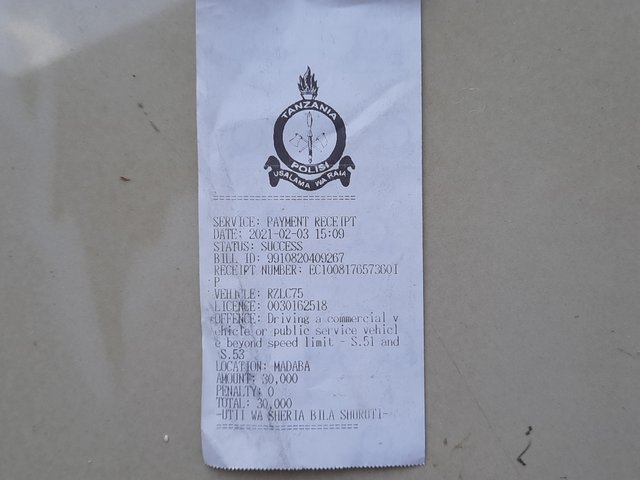 TANZANIA
POLISI
USALAMA WA RAIA
=========================
SERVICE: PAYMENT RECEIPT
DATE: 2021-02-03 15:09
STATUS: SUCCESS
BILL ID: 9910820409267
RECEIPT NUMBER: EC100817657360I
P
VEHICLE: RZLC75
LICENCE: 0030162518
OFFENCE: Driving a commercial v
ehicle or public service vehicl
e beyond speed limit - S.51 and
S.53
LOCATION: MADABA
AMOUNT: 30,000
PENALTY: 0
TOTAL: 30,000
-UTII WA SHERIA BILA SHURUTI-
=========================